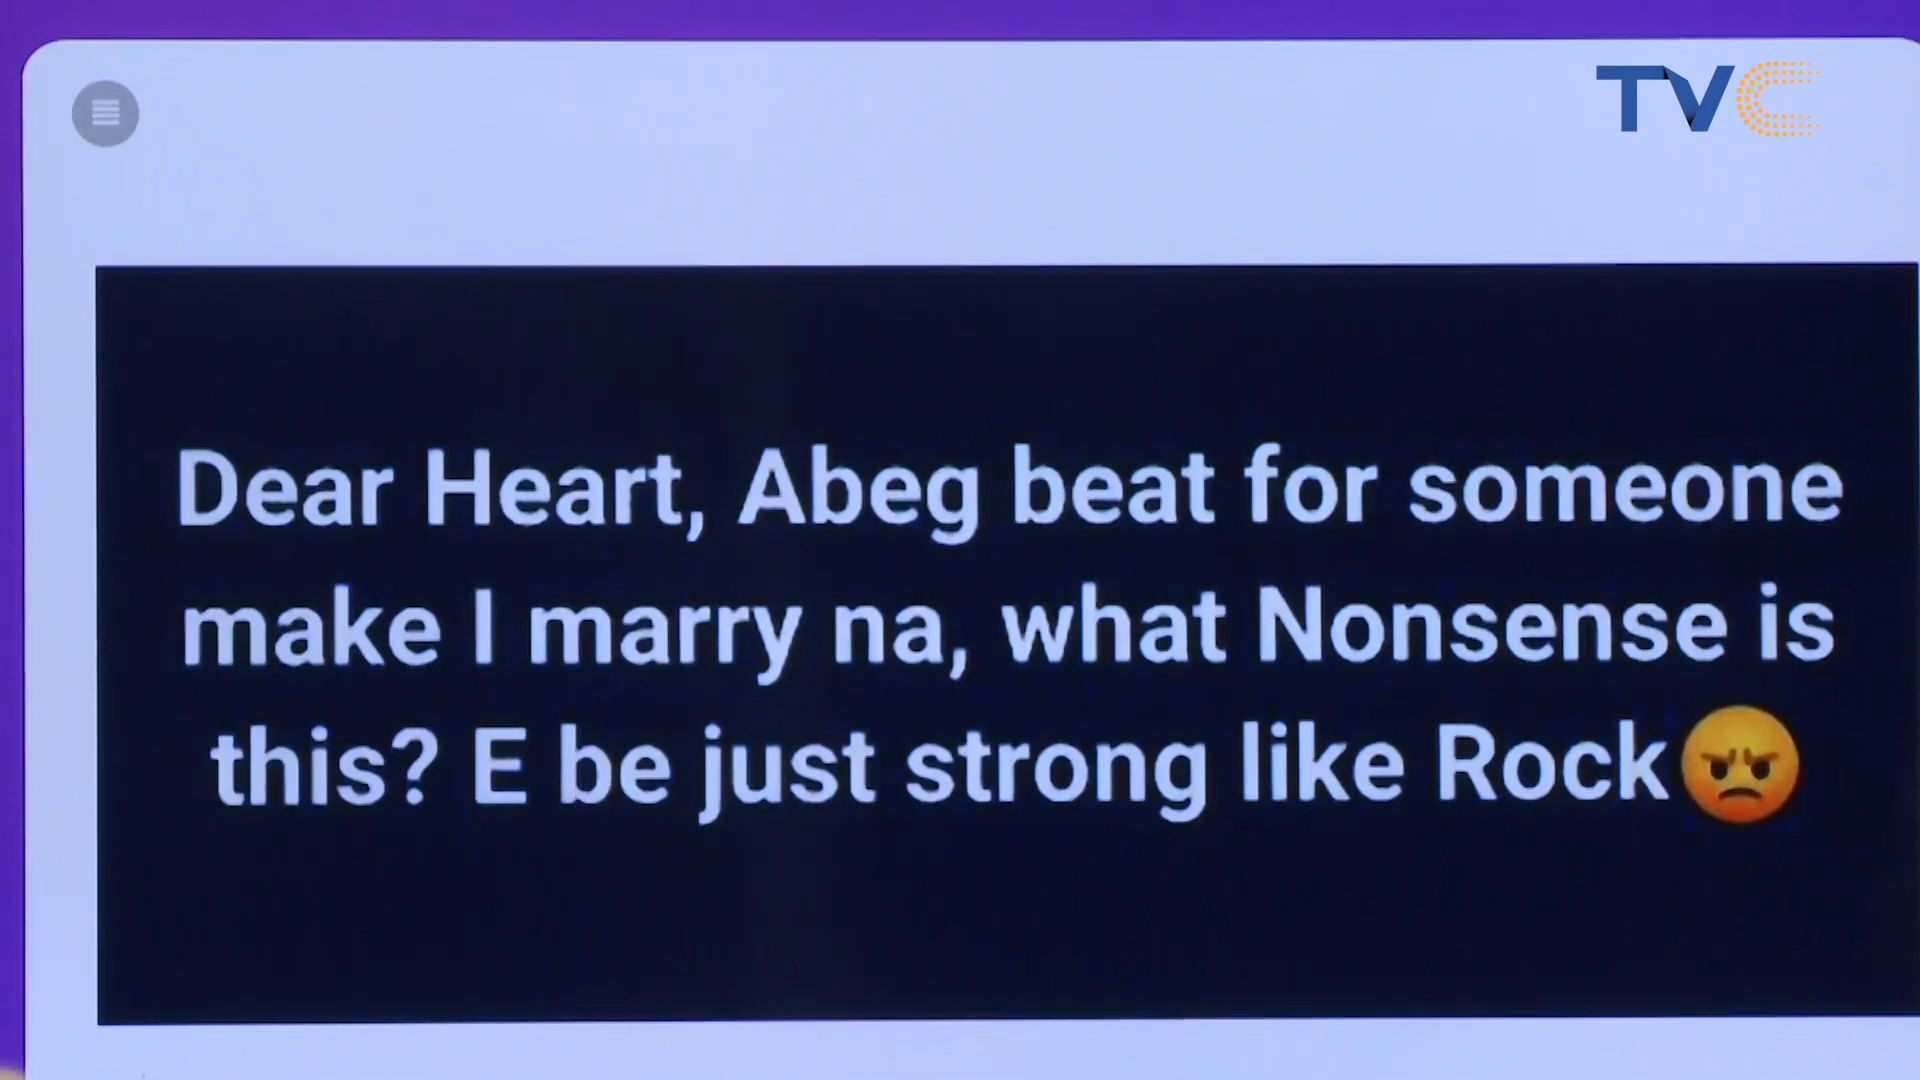 TVC
Dear Heart, Abeg beat for someone
make I marry na, what Nonsense is
this? E be just strong like Rock😡